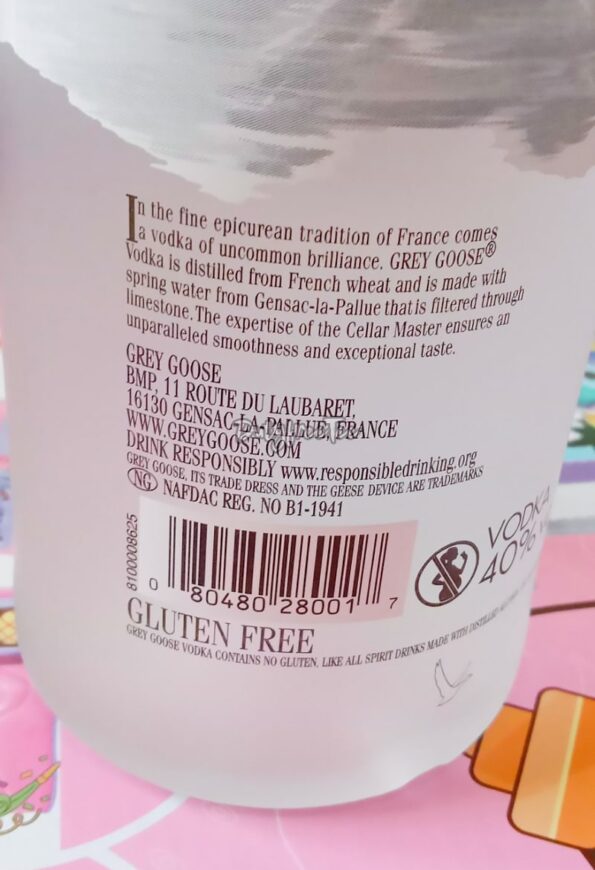 In the fine epicurean tradition of France comes
a vodka of uncommon brilliance. GREY GOOSE®
Vodka is distilled from French wheat and is made with
spring water from Gensac-la-Pallue that is filtered through
limestone. The expertise of the Cellar Master ensures an
unparalleled smoothness and exceptional taste.
GREY GOOSE
BMP, 11 ROUTE DU LAUBARET,
16130 GENSAC-LA-PALLUE, FRANCE
WWW.GREYGOOSE.COM
DRINK RESPONSIBLY www.responsibledrinking.org
GREY GOOSE, ITS TRADE DRESS AND THE GEESE DEVICE ARE TRADEMARKS
NG NAFDAC REG. NO B1-1941
8100008625
0 80480 28001 7
VODKA
40%
GLUTEN FREE
GREY GOOSE VODKA CONTAINS NO GLUTEN, LIKE ALL SPIRIT DRINKS MADE WITH DISTILLED